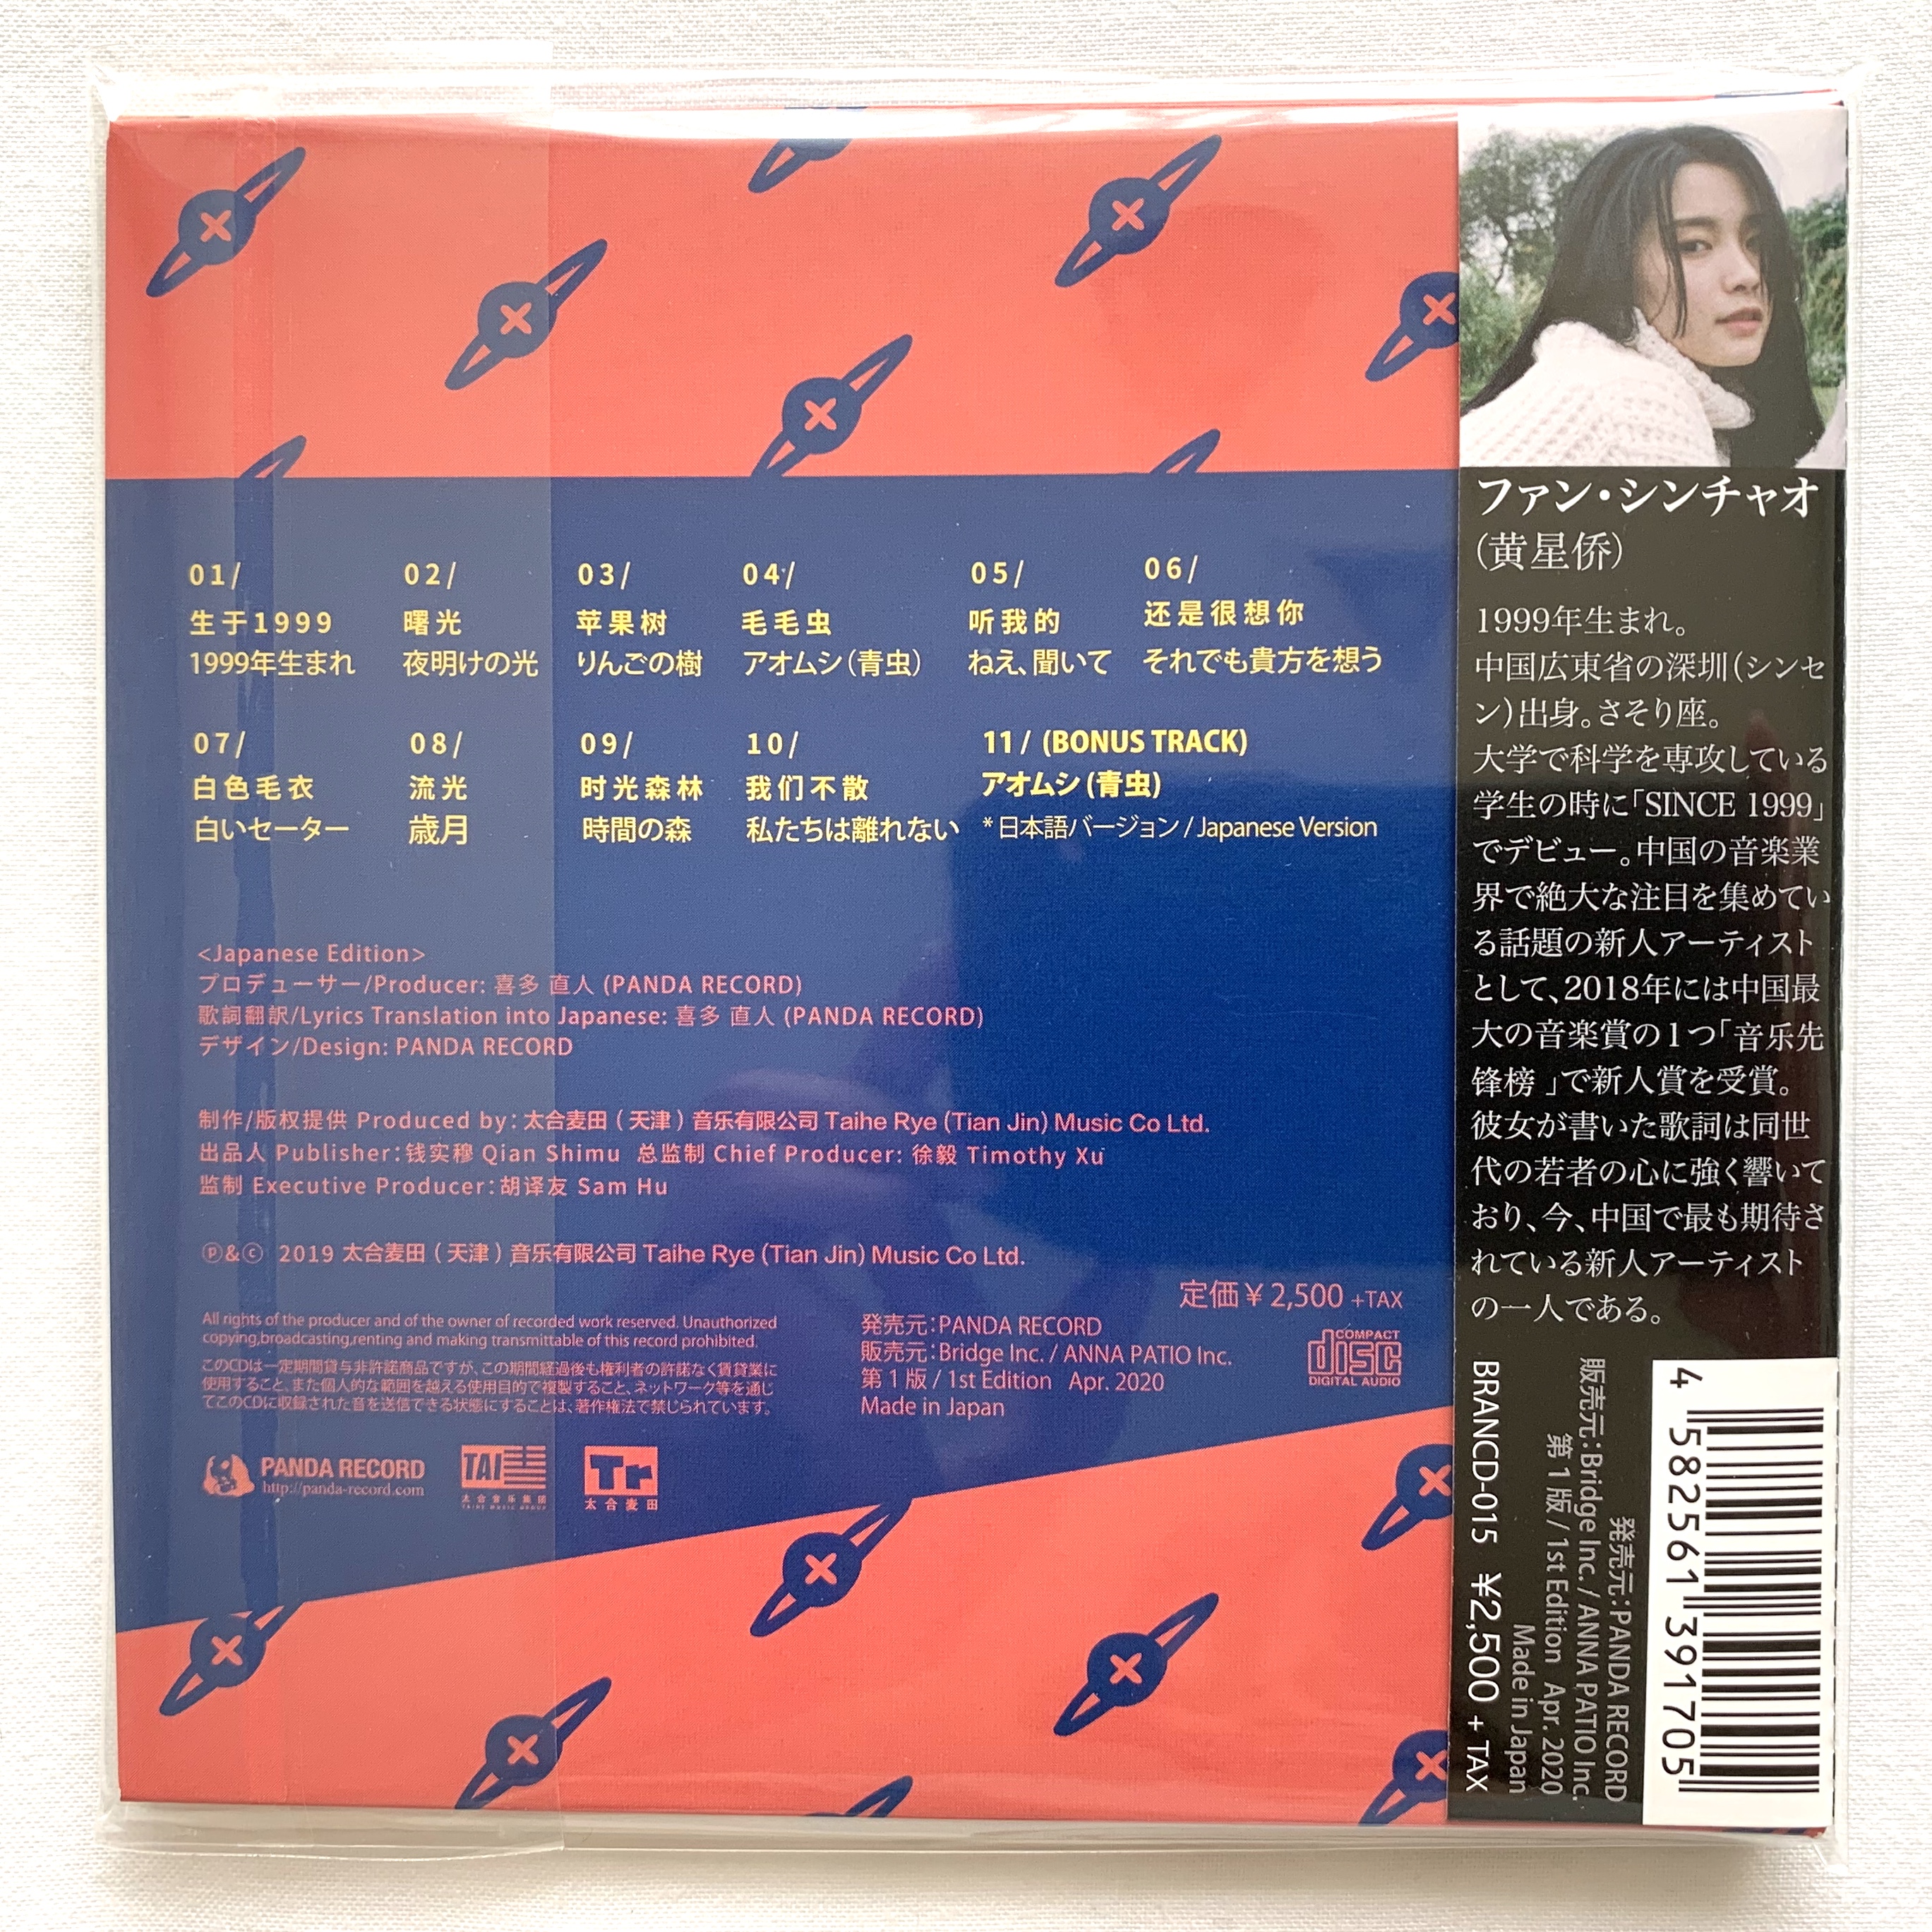 01/
生于1999
1999年生まれ
02/
曙光
夜明けの光
03/
苹果树
りんごの樹
04/
毛毛虫
アオムシ（青虫）
05/
听我的
ねえ、聞いて
06/
还是很想你
それでも貴方を想う
07/
白色毛衣
白いセーター
08/
流光
歳月
09/
时光森林
時間の森
10/
我们不散
私たちは離れない
11/ (BONUS TRACK)
アオムシ (青虫)
*日本語バージョン / Japanese Version
<Japanese Edition>
プロデューサー/Producer: 喜多 直人 (PANDA RECORD)
歌詞翻訳/Lyrics Translation into Japanese: 喜多 直人 (PANDA RECORD)
デザイン/Design: PANDA RECORD
制作/版权提供 Produced by: 太合麦田（天津）音乐有限公司 Taihe Rye (Tian Jin) Music Co Ltd.
出品人 Publisher: 钱实穆 Qian Shimu 总监制 Chief Producer: 徐毅 Timothy Xu
监制 Executive Producer: 胡译友 Sam Hu
Ⓟ&Ⓒ 2019 太合麦田（天津）音乐有限公司 Taihe Rye (Tian Jin) Music Co Ltd.
All rights of the producer and of the owner of recorded work reserved. Unauthorized
copying,broadcasting,renting and making transmittable of this record prohibited.
このCDは一定期間貸与非許諾商品ですが、この期間経過後も権利者の許諾なく賃貸業に
使用すること、また個人的な範囲を越える使用目的で複製すること、ネットワーク等を通じ
てこのCDに収録された音を送信できる状態にすることは、著作権法で禁じられています。
定価¥2,500 +TAX
発売元:PANDA RECORD
販売元:Bridge Inc. / ANNA PATIO Inc.
第1版 / 1st Edition Apr. 2020
Made in Japan
COMPACT
disc
DIGITAL AUDIO
PANDA RECORD
http://panda-record.com
TAI
太合音乐集团
TAIHE MUSIC GROUP
Tr
太合麦田
ファン・シンチャオ
（黄星侨）
1999年生まれ。
中国広東省の深圳（シンセ
ン）出身。さそり座。
大学で科学を専攻している
学生の時に「SINCE 1999」
でデビュー。中国の音楽業
界で絶大な注目を集めてい
る話題の新人アーティスト
として、2018年には中国最
大の音楽賞の1つ「音乐先
锋榜 」で新人賞を受賞。
彼女が書いた歌詞は同世
代の若者の心に強く響いて
おり、今、中国で最も期待さ
れている新人アーティスト
の一人である。
発売元:PANDA RECORD
販売元:Bridge Inc. / ANNA PATIO Inc.
第1版 / 1st Edition Apr. 2020
Made in Japan
BRANCD-015 ¥2,500 + TAX
4 582561 391705